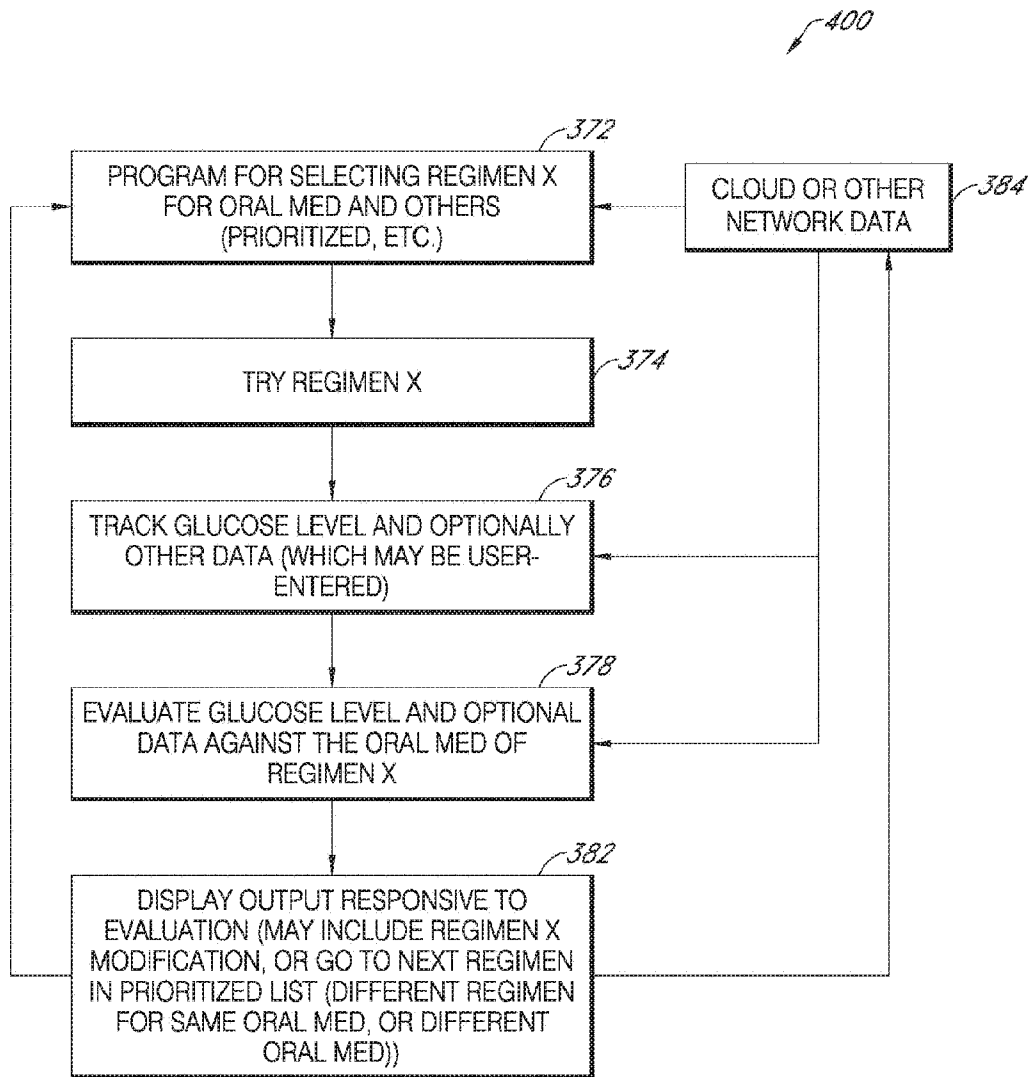 400
372
PROGRAM FOR SELECTING REGIMEN X
FOR ORAL MED AND OTHERS
(PRIORITIZED, ETC.)
CLOUD OR OTHER
NETWORK DATA
384
TRY REGIMEN X
374
376
TRACK GLUCOSE LEVEL AND OPTIONALLY
OTHER DATA (WHICH MAY BE USER-
ENTERED)
378
EVALUATE GLUCOSE LEVEL AND OPTIONAL
DATA AGAINST THE ORAL MED OF
REGIMEN X
382
DISPLAY OUTPUT RESPONSIVE TO
EVALUATION (MAY INCLUDE REGIMEN X
MODIFICATION, OR GO TO NEXT REGIMEN
IN PRIORITIZED LIST (DIFFERENT REGIMEN
FOR SAME ORAL MED, OR DIFFERENT
ORAL MED))